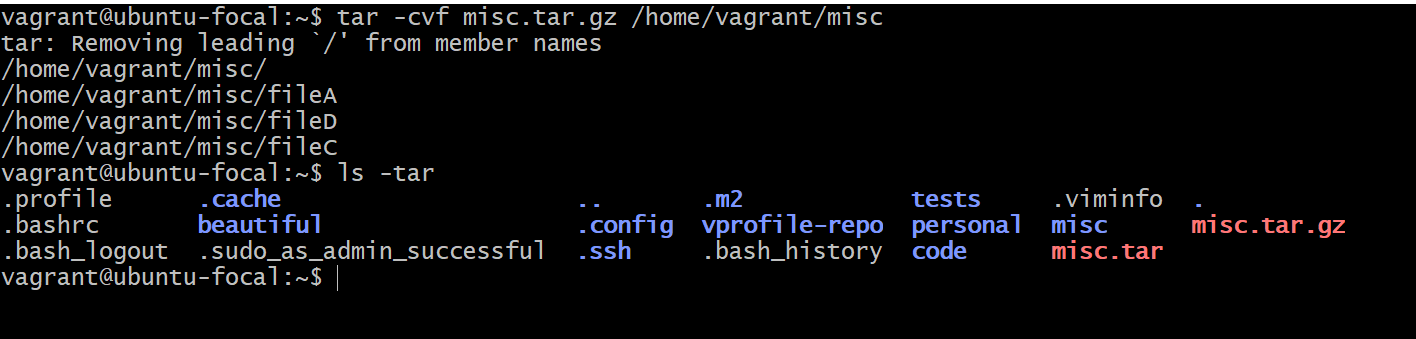 vagrant@ubuntu-focal:~$ tar -cvf misc.tar.gz /home/vagrant/misc
tar: Removing leading `/' from member names
/home/vagrant/misc/
/home/vagrant/misc/fileA
/home/vagrant/misc/fileD
/home/vagrant/misc/fileC
vagrant@ubuntu-focal:~$ ls -tar
.profile      .cache                     ..       .m2            tests     .viminfo  .
.bashrc       beautiful                  .config  vprofile-repo  personal  misc      misc.tar.gz
.bash_logout  .sudo_as_admin_successful  .ssh     .bash_history  code      misc.tar
vagrant@ubuntu-focal:~$